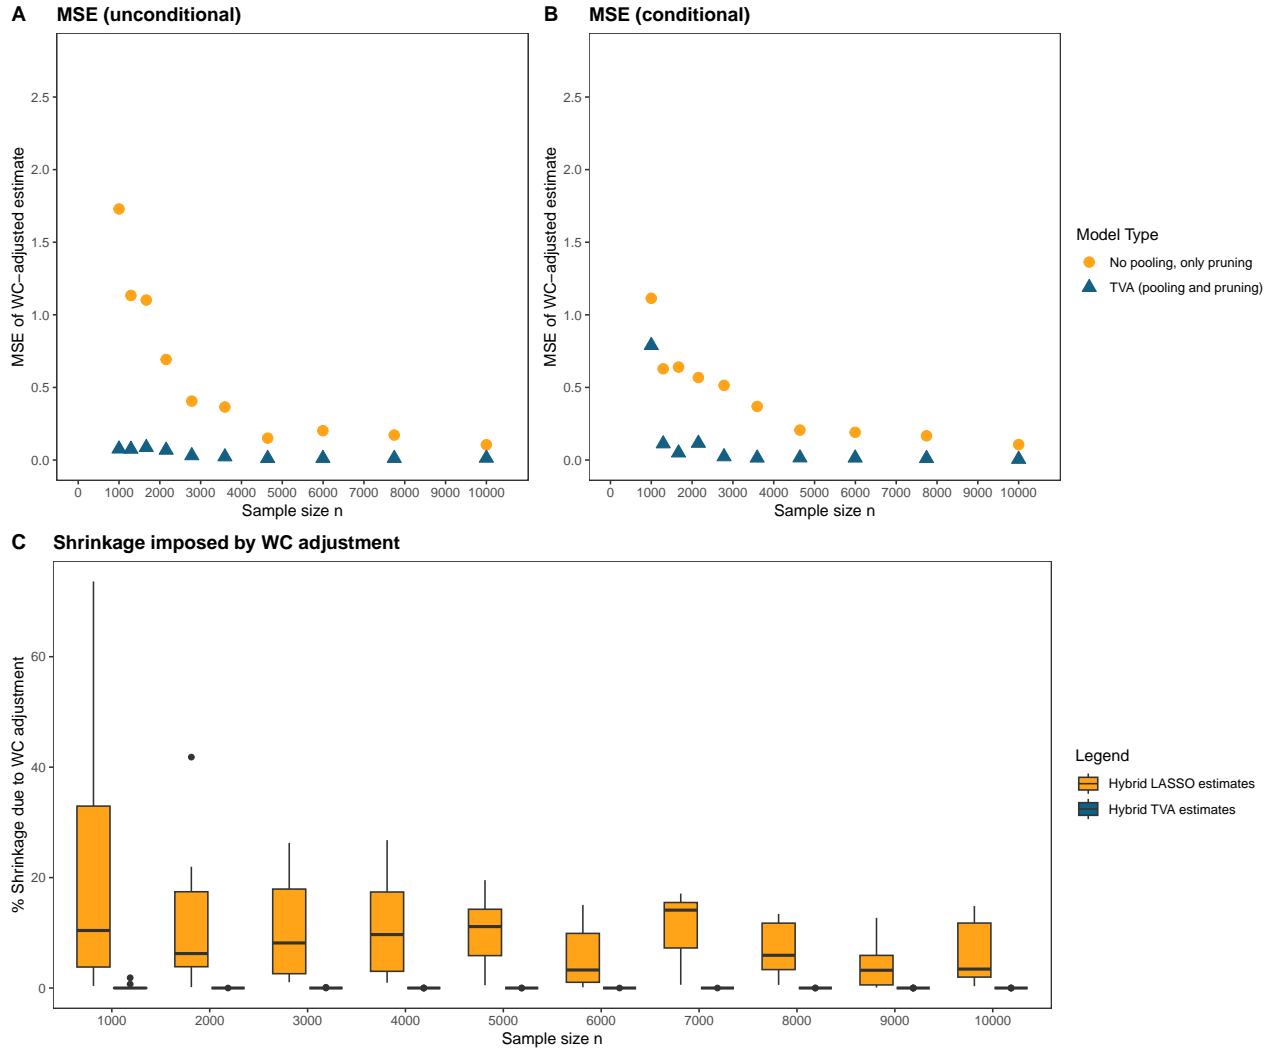 A MSE (unconditional)
B MSE (conditional)
MSE of WC−adjusted estimate
2.5
2.0
1.5
1.0
0.5
0.0
0 1000 2000 3000 4000 5000 6000 7000 8000 9000 10000
Sample size n
MSE of WC−adjusted estimate
2.5
2.0
1.5
1.0
0.5
0.0
0 1000 2000 3000 4000 5000 6000 7000 8000 9000 10000
Sample size n
Model Type
No pooling, only pruning
TVA (pooling and pruning)
C Shrinkage imposed by WC adjustment
% Shrinkage due to WC adjustment
60
40
20
0
1000 2000 3000 4000 5000 6000 7000 8000 9000 10000
Sample size n
Legend
Hybrid LASSO estimates
Hybrid TVA estimates